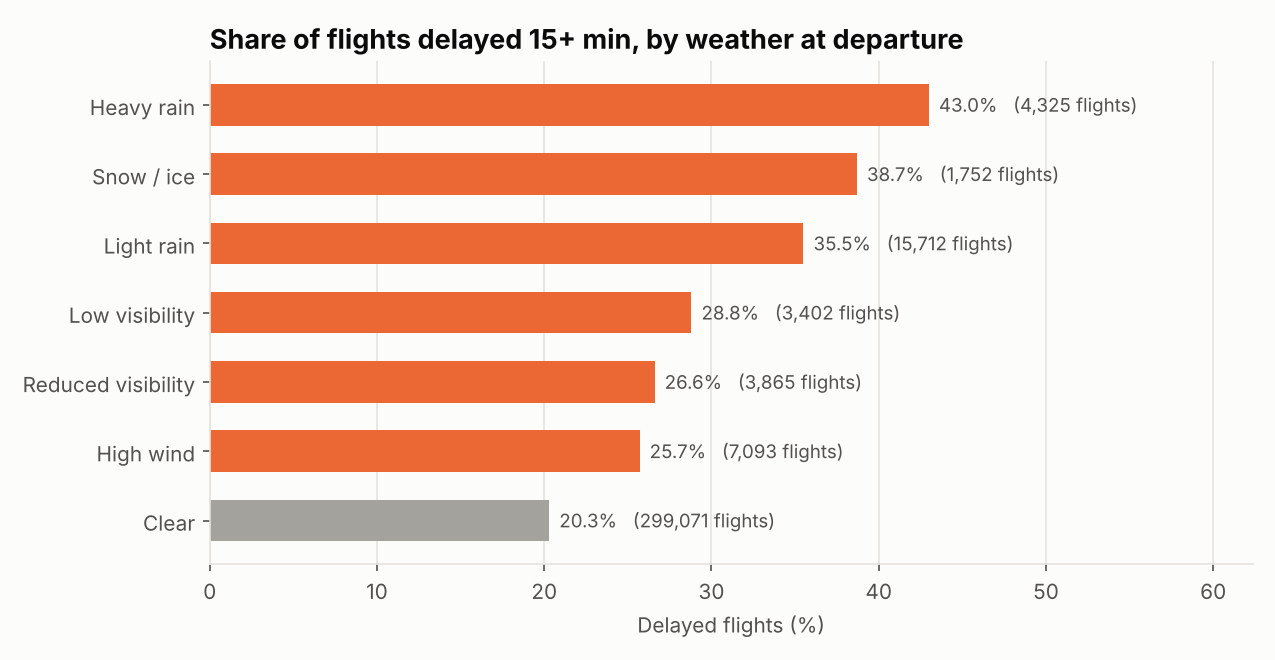 Share of flights delayed 15+ min, by weather at departure
Heavy rain 43.0% (4,325 flights)
Snow / ice 38.7% (1,752 flights)
Light rain 35.5% (15,712 flights)
Low visibility 28.8% (3,402 flights)
Reduced visibility 26.6% (3,865 flights)
High wind 25.7% (7,093 flights)
Clear 20.3% (299,071 flights)
0 10 20 30 40 50 60
Delayed flights (%)